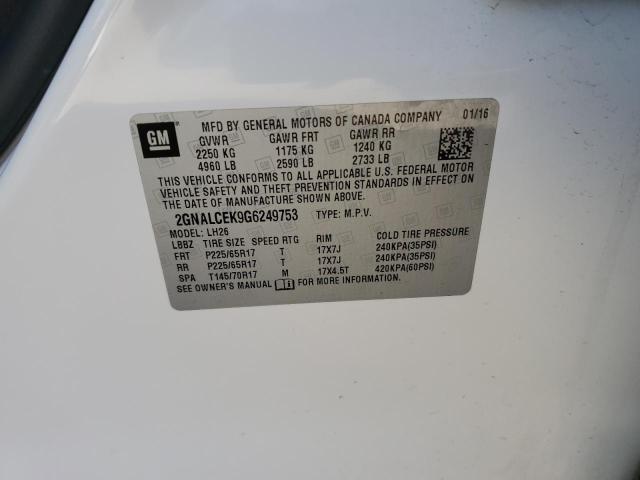 GM
MFD BY GENERAL MOTORS OF CANADA COMPANY 01/16
GVWR GAWR FRT GAWR RR
2250 KG 1175 KG 1240 KG
4960 LB 2590 LB 2733 LB
THIS VEHICLE CONFORMS TO ALL APPLICABLE U.S. FEDERAL MOTOR
VEHICLE SAFETY AND THEFT PREVENTION STANDARDS IN EFFECT ON
THE DATE OF MANUFACTURE SHOWN ABOVE.
2GNALCEK9G6249753 TYPE: M.P.V.
MODEL: LH26
LBBZ TIRE SIZE SPEED RTG RIM COLD TIRE PRESSURE
FRT P225/65R17 T 17X7J 240KPA(35PSI)
RR P225/65R17 T 17X7J 240KPA(35PSI)
SPA T145/70R17 M 17X4.5T 420KPA(60PSI)
SEE OWNER'S MANUAL FOR MORE INFORMATION.